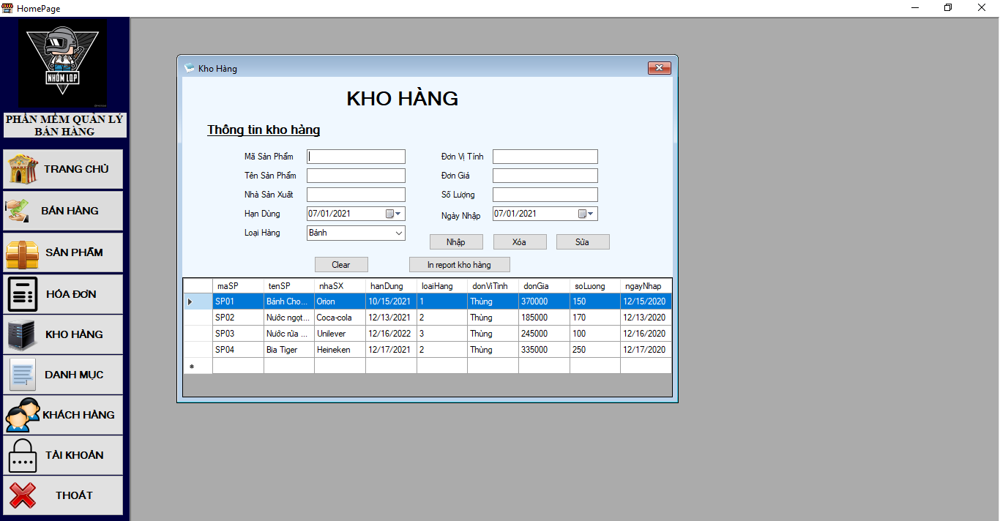 HomePage
NHÓM LQP
PHẦN MỀM QUẢN LÝ
BÁN HÀNG
TRANG CHỦ
BÁN HÀNG
SẢN PHẨM
HÓA ĐƠN
KHO HÀNG
DANH MỤC
KHÁCH HÀNG
TÀI KHOẢN
THOÁT
Kho Hàng
KHO HÀNG
Thông tin kho hàng
Mã Sản Phẩm Đơn Vị Tính
Tên Sản Phẩm Đơn Giá
Nhà Sản Xuất Số Lượng
Hạn Dùng 07/01/2021 Ngày Nhập 07/01/2021
Loại Hàng Bánh
Nhập Xóa Sửa
Clear In report kho hàng
maSP tenSP nhaSX hanDung loaiHang donViTinh donGia soLuong ngayNhap
SP01 Bánh Cho... Orion 10/15/2021 1 Thùng 370000 150 12/15/2020
SP02 Nước ngọt... Coca-cola 12/13/2021 2 Thùng 185000 170 12/13/2020
SP03 Nước rửa ... Unilever 12/16/2022 3 Thùng 245000 100 12/16/2020
SP04 Bia Tiger Heineken 12/17/2021 2 Thùng 335000 250 12/17/2020